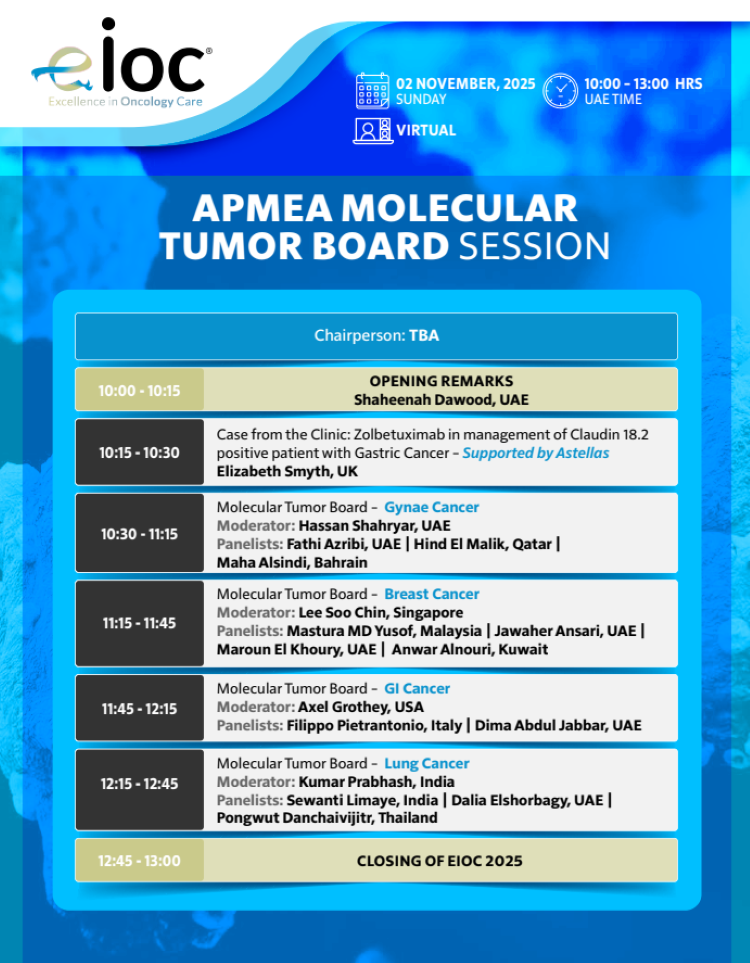 eioc®
Excellence in Oncology Care
02 NOVEMBER, 2025
SUNDAY
10:00 - 13:00 HRS
UAE TIME
VIRTUAL
APMEA MOLECULAR
TUMOR BOARD SESSION
Chairperson: TBA
10:00 - 10:15
OPENING REMARKS
Shaheenah Dawood, UAE
10:15 - 10:30
Case from the Clinic: Zolbetuximab in management of Claudin 18.2
positive patient with Gastric Cancer - Supported by Astellas
Elizabeth Smyth, UK
10:30 - 11:15
Molecular Tumor Board - Gynae Cancer
Moderator: Hassan Shahryar, UAE
Panelists: Fathi Azribi, UAE | Hind El Malik, Qatar |
Maha Alsindi, Bahrain
11:15 - 11:45
Molecular Tumor Board - Breast Cancer
Moderator: Lee Soo Chin, Singapore
Panelists: Mastura MD Yusof, Malaysia | Jawaher Ansari, UAE |
Maroun El Khoury, UAE | Anwar Alnouri, Kuwait
11:45 - 12:15
Molecular Tumor Board - GI Cancer
Moderator: Axel Grothey, USA
Panelists: Filippo Pietrantonio, Italy | Dima Abdul Jabbar, UAE
12:15 - 12:45
Molecular Tumor Board - Lung Cancer
Moderator: Kumar Prabhash, India
Panelists: Sewanti Limaye, India | Dalia Elshorbagy, UAE |
Pongwut Danchaivijitr, Thailand
12:45 - 13:00
CLOSING OF EIOC 2025